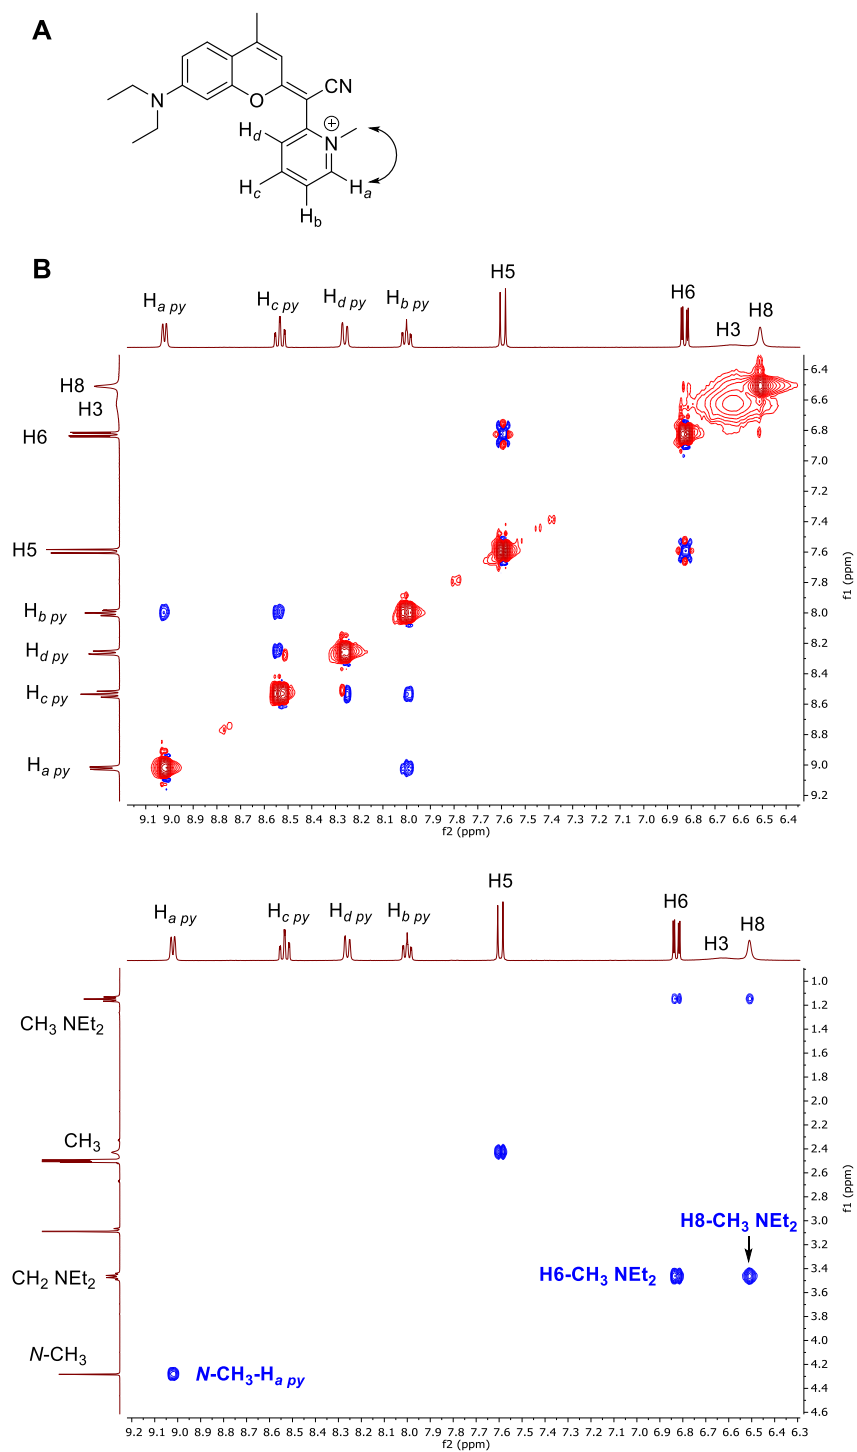 A
CN
O
N
N
+
H_d
H_c
H_a
H_b
B
H_a py
H_c py
H_d py
H_b py
H5
H6
H3
H8
H8
H3
H6
H5
H_b py
H_d py
H_c py
H_a py
6.4
6.6
6.8
7.0
7.2
7.4
7.6
7.8
8.0
8.2
8.4
8.6
8.8
9.0
9.2
f1 (ppm)
9.1 9.0 8.9 8.8 8.7 8.6 8.5 8.4 8.3 8.2 8.1 8.0 7.9 7.8 7.7 7.6 7.5 7.4 7.3 7.2 7.1 7.0 6.9 6.8 6.7 6.6 6.5 6.4
f2 (ppm)
H_a py
H_c py
H_d py
H_b py
H5
H6
H3
H8
CH3 NEt2
CH3
CH2 NEt2
N-CH3
H8-CH3 NEt2
H6-CH3 NEt2
N-CH3-H_a py
1.0
1.2
1.4
1.6
1.8
2.0
2.2
2.4
2.6
2.8
3.0
3.2
3.4
3.6
3.8
4.0
4.2
4.4
4.6
f1 (ppm)
9.2 9.1 9.0 8.9 8.8 8.7 8.6 8.5 8.4 8.3 8.2 8.1 8.0 7.9 7.8 7.7 7.6 7.5 7.4 7.3 7.2 7.1 7.0 6.9 6.8 6.7 6.6 6.5 6.4 6.3
f2 (ppm)